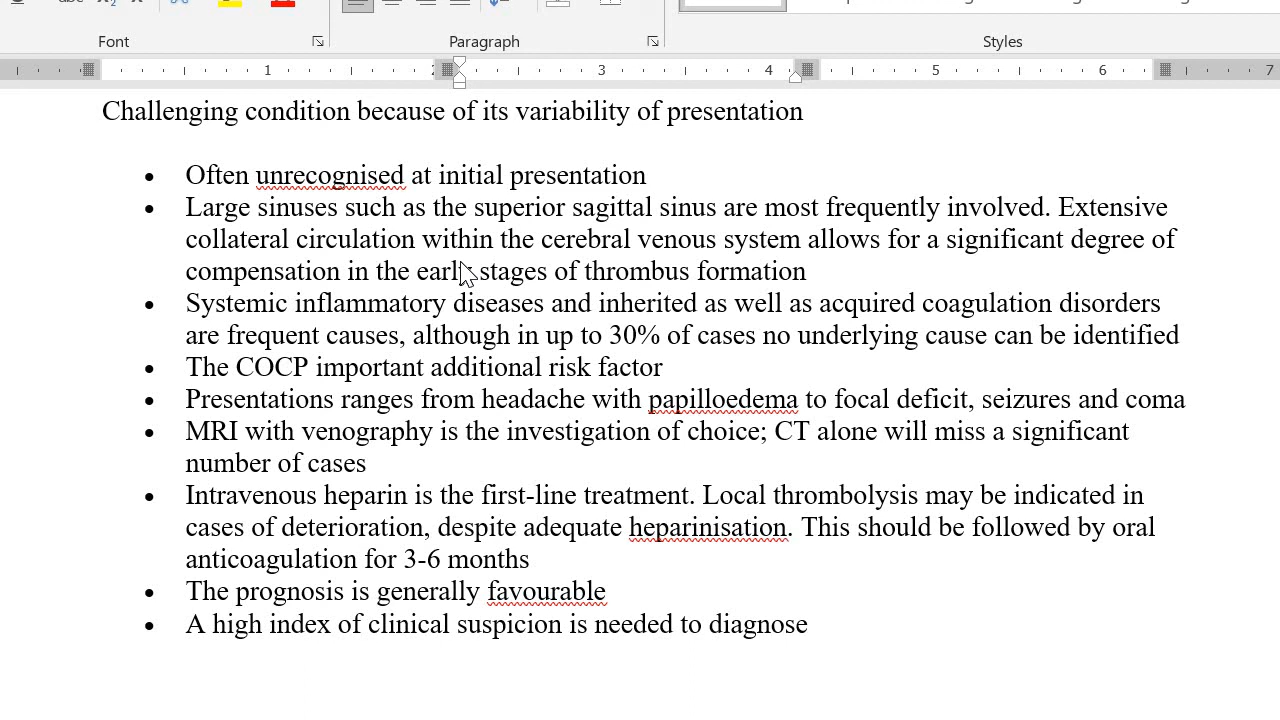 Font
Paragraph
Styles
1
3
4
5
6
7
Challenging condition because of its variability of presentation
• Often unrecognised at initial presentation
• Large sinuses such as the superior sagittal sinus are most frequently involved. Extensive
collateral circulation within the cerebral venous system allows for a significant degree of
compensation in the early stages of thrombus formation
• Systemic inflammatory diseases and inherited as well as acquired coagulation disorders
are frequent causes, although in up to 30% of cases no underlying cause can be identified
• The COCP important additional risk factor
• Presentations ranges from headache with papilloedema to focal deficit, seizures and coma
• MRI with venography is the investigation of choice; CT alone will miss a significant
number of cases
• Intravenous heparin is the first-line treatment. Local thrombolysis may be indicated in
cases of deterioration, despite adequate heparinisation. This should be followed by oral
anticoagulation for 3-6 months
• The prognosis is generally favourable
• A high index of clinical suspicion is needed to diagnose